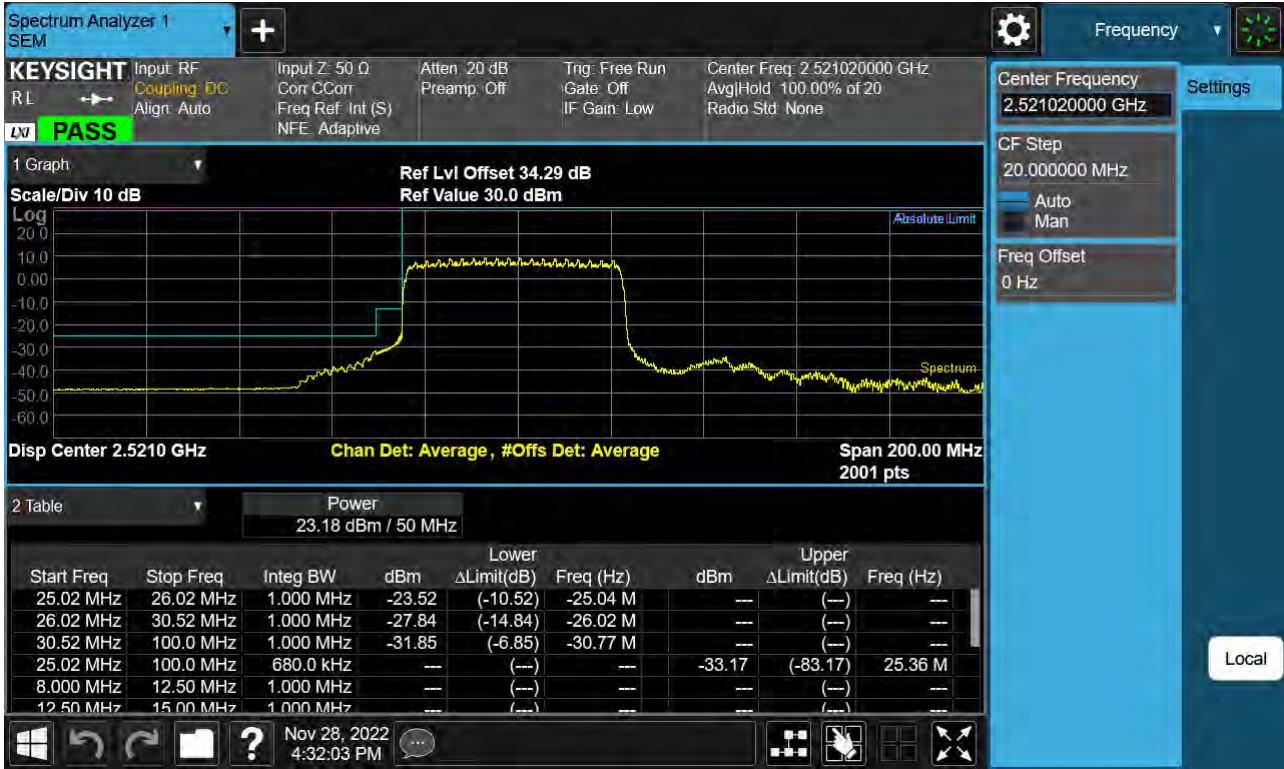 Spectrum Analyzer 1
SEM
Frequency
KEYSIGHT
R L
LXI
PASS
Input: RF
Coupling: DC
Align: Auto
Input Z: 50 Ω
Corr CCorr
Freq Ref: Int (S)
NFE: Adaptive
Atten: 20 dB
Preamp: Off
Trig: Free Run
Gate: Off
IF Gain: Low
Center Freq: 2.521020000 GHz
Avg|Hold: 100.00% of 20
Radio Std: None
Center Frequency
2.521020000 GHz
Settings
CF Step
20.000000 MHz
Auto
Man
Freq Offset
0 Hz
Local
1 Graph
Scale/Div 10 dB
Ref Lvl Offset 34.29 dB
Ref Value 30.0 dBm
Log
20.0
10.0
0.00
-10.0
-20.0
-30.0
-40.0
-50.0
-60.0
Limit
Spectrum
Disp Center 2.5210 GHz
Chan Det: Average , #Offs Det: Average
Span 200.00 MHz
2001 pts
2 Table
Power
23.18 dBm / 50 MHz
Lower Upper
Start Freq Stop Freq Integ BW dBm ΔLimit(dB) Freq (Hz) dBm ΔLimit(dB) Freq (Hz)
25.02 MHz 26.02 MHz 1.000 MHz -23.52 (-10.52) -25.04 M --- (---) ---
26.02 MHz 30.52 MHz 1.000 MHz -27.84 (-14.84) -26.02 M --- (---) ---
30.52 MHz 100.0 MHz 1.000 MHz -31.85 (-6.85) -30.77 M --- (---) ---
25.02 MHz 100.0 MHz 680.0 kHz --- (---) --- -33.17 (-83.17) 25.36 M
8.000 MHz 12.50 MHz 1.000 MHz --- (---) --- --- (---) ---
12.50 MHz 15.00 MHz 1.000 MHz --- (---) --- --- (---) ---
Nov 28, 2022
4:32:03 PM